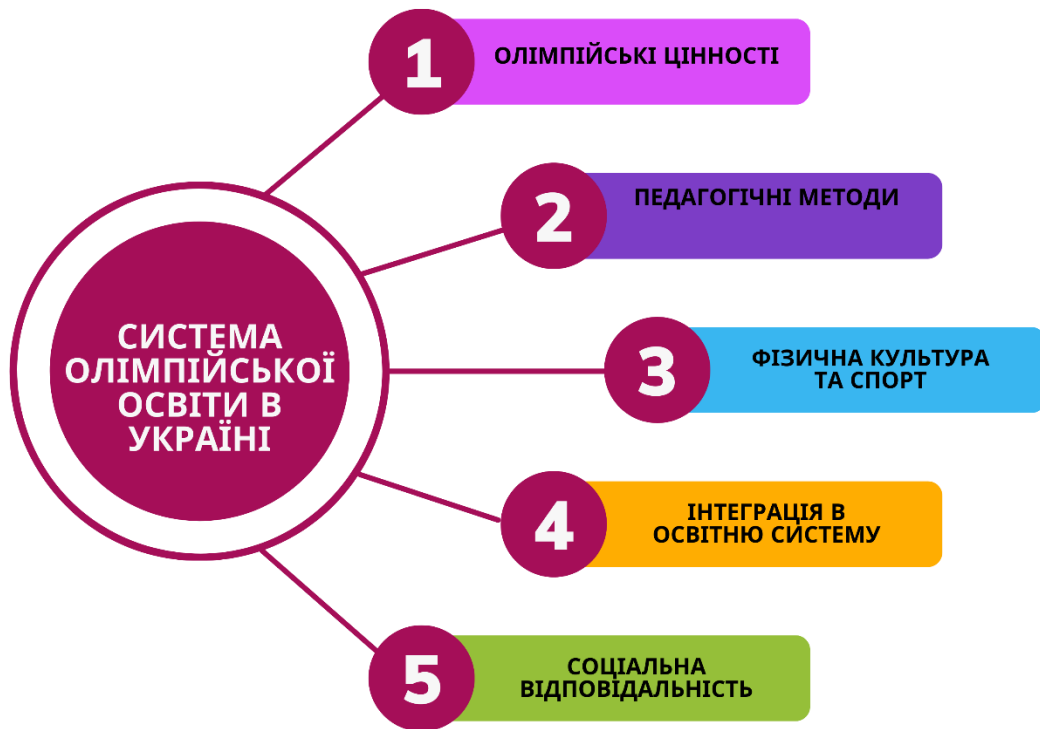 СИСТЕМА
ОЛІМПІЙСЬКОЇ
ОСВІТИ В
УКРАЇНІ
1
ОЛІМПІЙСЬКІ ЦІННОСТІ
2
ПЕДАГОГІЧНІ МЕТОДИ
3
ФІЗИЧНА КУЛЬТУРА
ТА СПОРТ
4
ІНТЕГРАЦІЯ В
ОСВІТНЮ СИСТЕМУ
5
СОЦІАЛЬНА
ВІДПОВІДАЛЬНІСТЬ